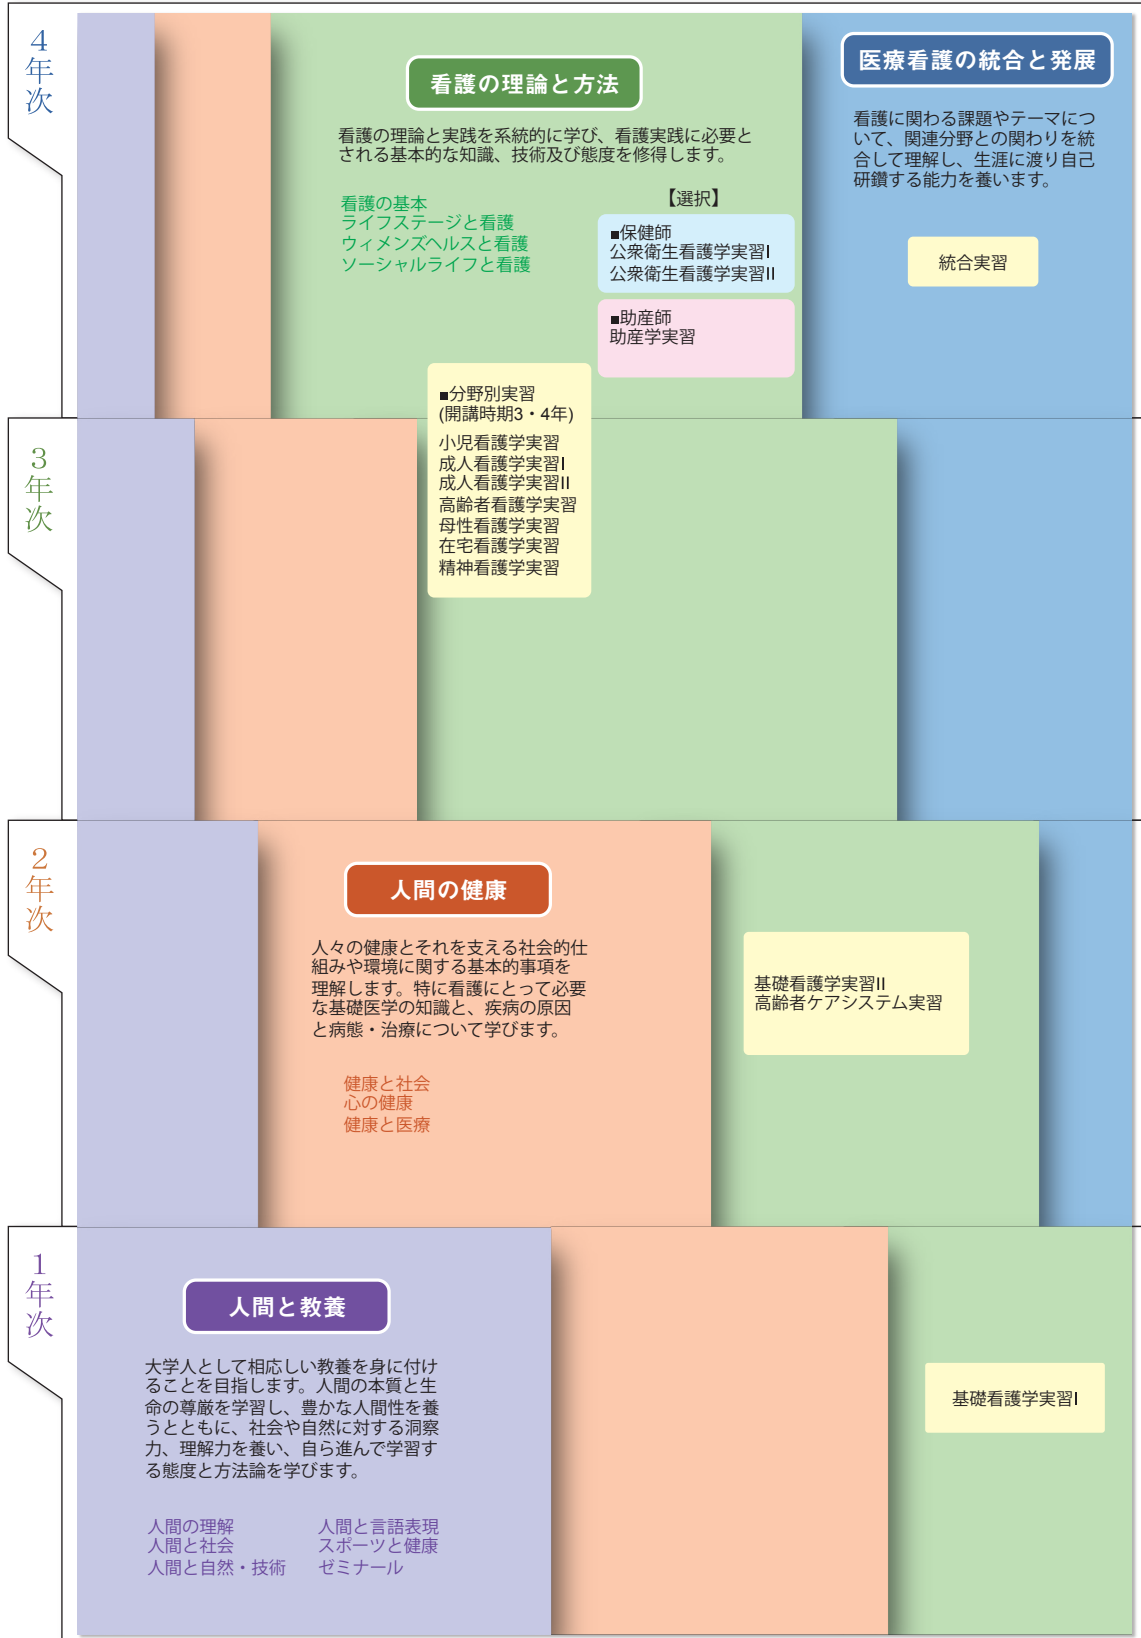 4年次
看護の理論と方法
看護の理論と実践を系統的に学び、看護実践に必要と
される基本的な知識、技術及び態度を修得します。
看護の基本
ライフステージと看護
ウィメンズヘルスと看護
ソーシャルライフと看護
【選択】
■保健師
公衆衛生看護学実習I
公衆衛生看護学実習II
■助産師
助産学実習
医療看護の統合と発展
看護に関わる課題やテーマにつ
いて、関連分野との関わりを統
合して理解し、生涯に渡り自己
研鑽する能力を養います。
統合実習
■分野別実習
(開講時期3・4年)
小児看護学実習
成人看護学実習I
成人看護学実習II
高齢者看護学実習
母性看護学実習
在宅看護学実習
精神看護学実習
3年次
2年次
人間の健康
人々の健康とそれを支える社会的仕
組みや環境に関する基本的事項を
理解します。特に看護にとって必要
な基礎医学の知識と、疾病の原因
と病態・治療について学びます。
健康と社会
心の健康
健康と医療
基礎看護学実習II
高齢者ケアシステム実習
1年次
人間と教養
大学人として相応しい教養を身に付け
ることを目指します。人間の本質と生
命の尊厳を学習し、豊かな人間性を養
うとともに、社会や自然に対する洞察
力、理解力を養い、自ら進んで学習す
る態度と方法論を学びます。
人間の理解
人間と社会
人間と自然・技術
人間と言語表現
スポーツと健康
ゼミナール
基礎看護学実習I